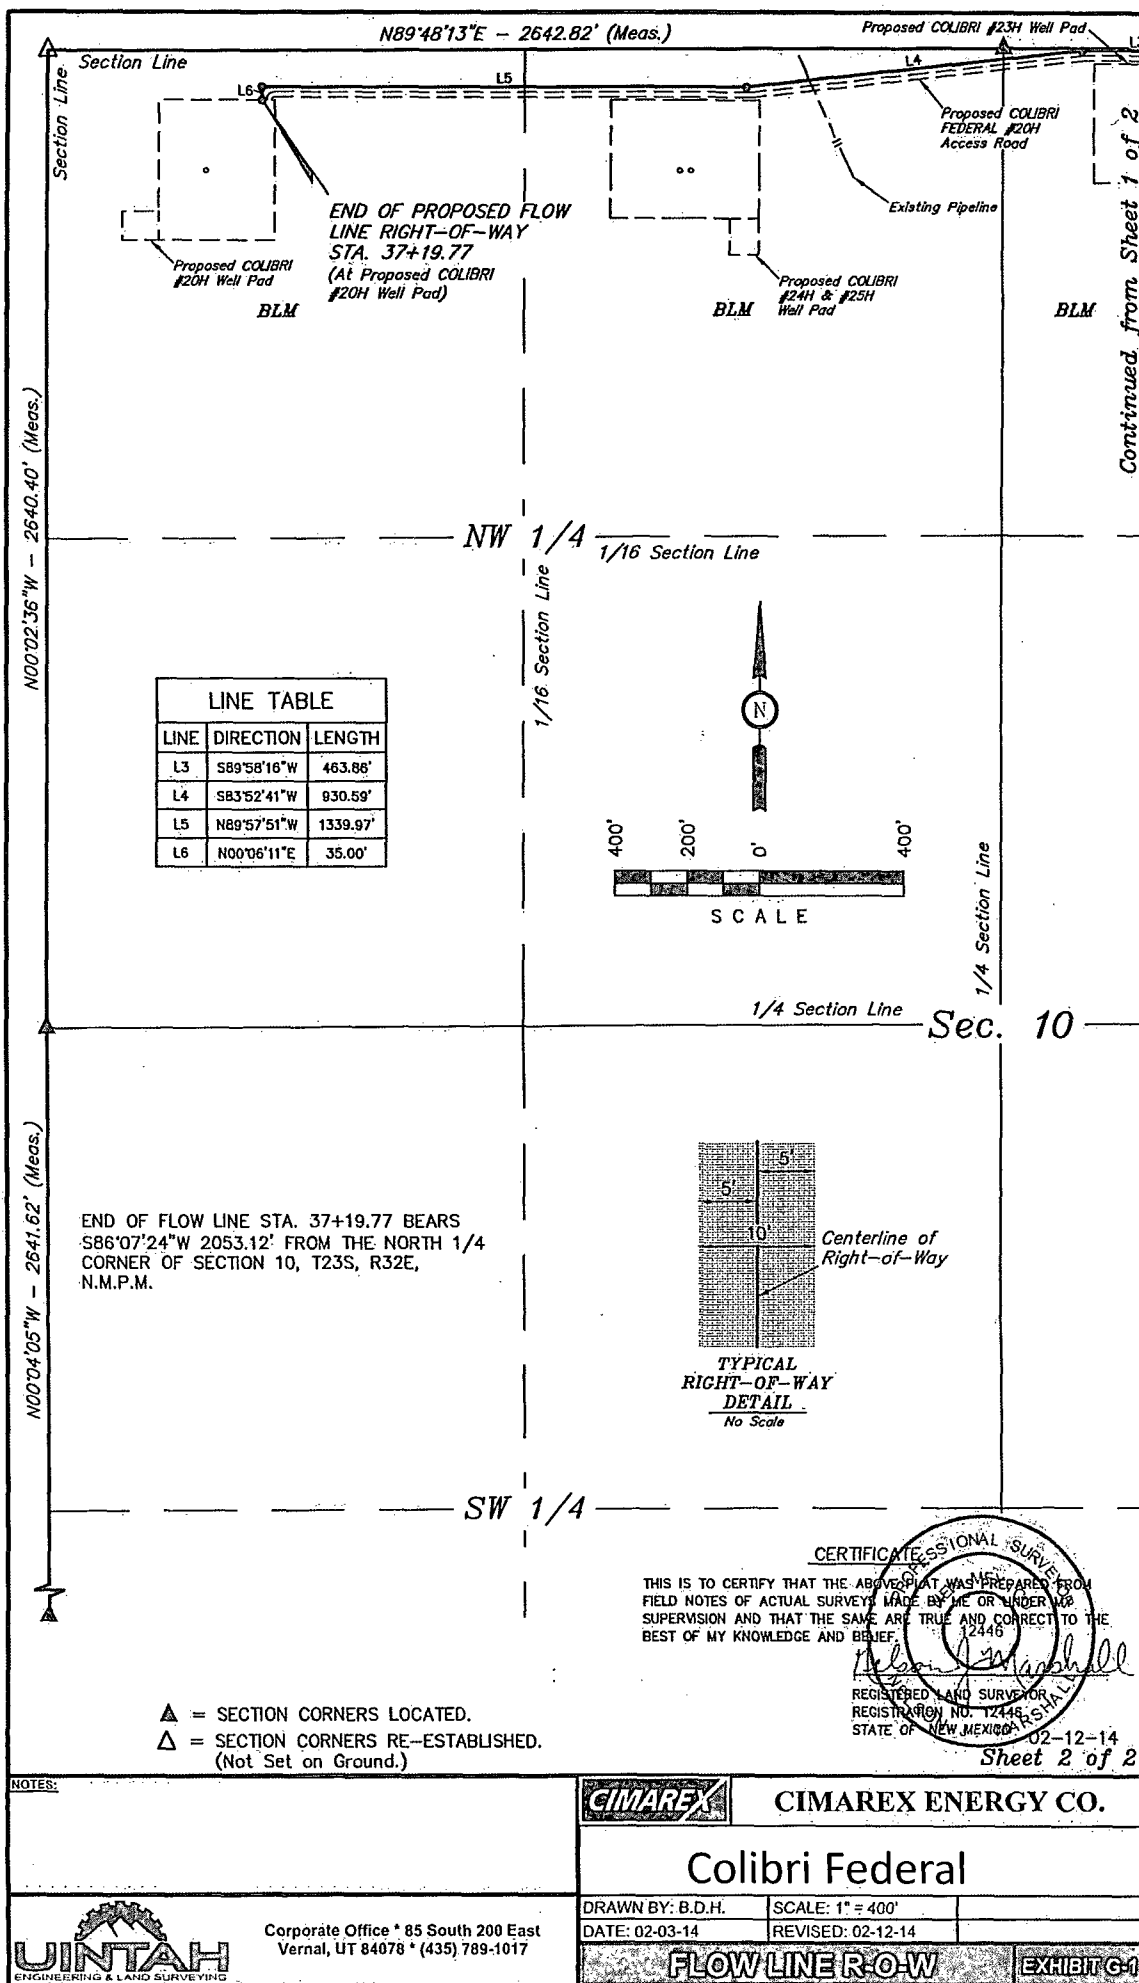 N89°48'13"E - 2642.82' (Meas.)
Proposed COLIBRI #23H Well Pad
Section Line
Section Line
L6
L5
L4
Proposed COLIBRI
FEDERAL #20H
Access Road
Existing Pipeline
END OF PROPOSED FLOW
LINE RIGHT-OF-WAY
STA. 37+19.77
(At Proposed COLIBRI
#20H Well Pad)
Proposed COLIBRI
#20H Well Pad
Proposed COLIBRI
#24H & #25H
Well Pad
BLM
BLM
BLM
Continued from Sheet 1 of 2
N00°02'36"W - 2640.40' (Meas.)
NW 1/4
1/16 Section Line
1/16 Section Line
LINE TABLE
LINE DIRECTION LENGTH
L3 S89°58'16"W 463.86'
L4 S83°52'41"W 930.59'
L5 N89°57'51"W 1339.97'
L6 N00°06'11"E 35.00'
N
400' 200' 0' 400'
SCALE
1/4 Section Line
1/4 Section Line
Sec. 10
N00°04'05"W - 2641.62' (Meas.)
END OF FLOW LINE STA. 37+19.77 BEARS
S86°07'24"W 2053.12' FROM THE NORTH 1/4
CORNER OF SECTION 10, T23S, R32E,
N.M.P.M.
5'
5'
10'
Centerline of
Right-of-Way
TYPICAL
RIGHT-OF-WAY
DETAIL
No Scale
SW 1/4
CERTIFICATE
THIS IS TO CERTIFY THAT THE ABOVE PLAT WAS PREPARED FROM
FIELD NOTES OF ACTUAL SURVEYS MADE BY ME OR UNDER MY
SUPERVISION AND THAT THE SAME ARE TRUE AND CORRECT TO THE
BEST OF MY KNOWLEDGE AND BELIEF.
PROFESSIONAL SURVEYOR
NEW MEXICO
12446
NELSON J. MARSHALL
Nelson J Marshall
REGISTERED LAND SURVEYOR
REGISTRATION NO. 12446
STATE OF NEW MEXICO
02-12-14
Sheet 2 of 2
▲ = SECTION CORNERS LOCATED.
△ = SECTION CORNERS RE-ESTABLISHED.
(Not Set on Ground.)
NOTES:
CIMAREX
CIMAREX ENERGY CO.
Colibri Federal
DRAWN BY: B.D.H. SCALE: 1" = 400'
DATE: 02-03-14 REVISED: 02-12-14
FLOW LINE R-O-W EXHIBIT G-1
UINTAH
ENGINEERING & LAND SURVEYING
Corporate Office * 85 South 200 East
Vernal, UT 84078 * (435) 789-1017